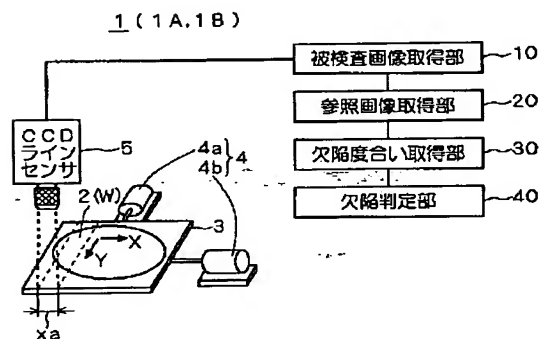 1 (1A,1B)
被検査画像取得部 10
参照画像取得部 20
欠陥度合い取得部 30
欠陥判定部 40
CCD
ライン
センサ
5
4a
4b
4
2(W)
3
X
Y
xa